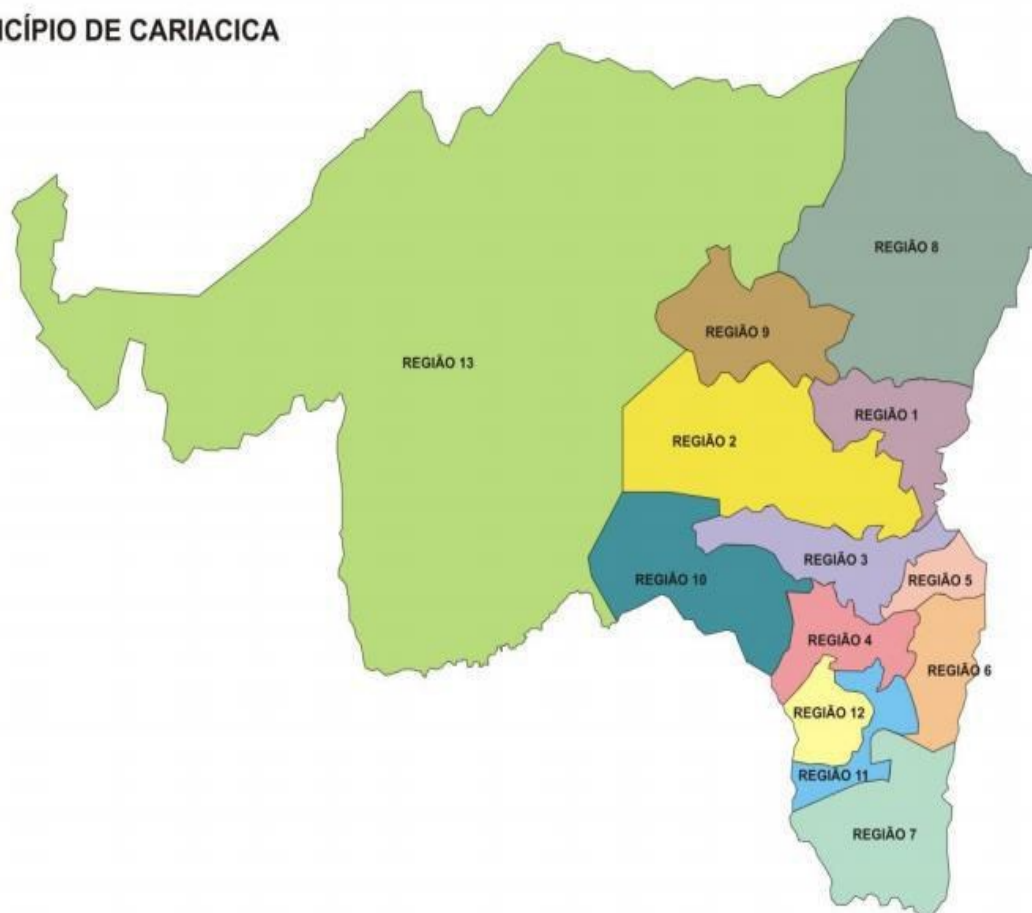 NICÍPIO DE CARIACICA
REGIÃO 8
REGIÃO 9
REGIÃO 13
REGIÃO 1
REGIÃO 2
REGIÃO 3
REGIÃO 10
REGIÃO 5
REGIÃO 4
REGIÃO 6
REGIÃO 12
REGIÃO 11
REGIÃO 7